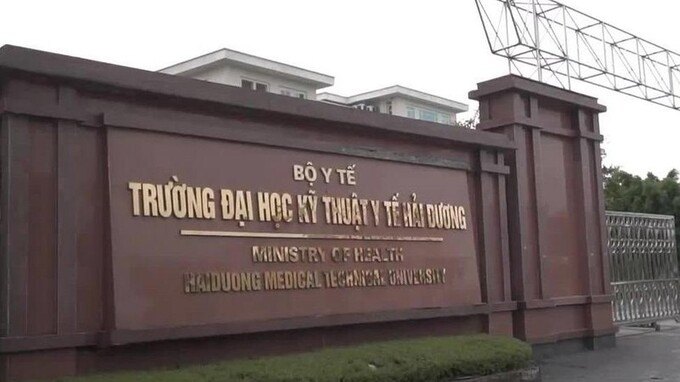 BỘ Y TẾ
TRƯỜNG ĐẠI HỌC KỸ THUẬT Y TẾ HẢI DƯƠNG
MINISTRY OF HEALTH
HAIDUONG MEDICAL TECHNICAL UNIVERSITY